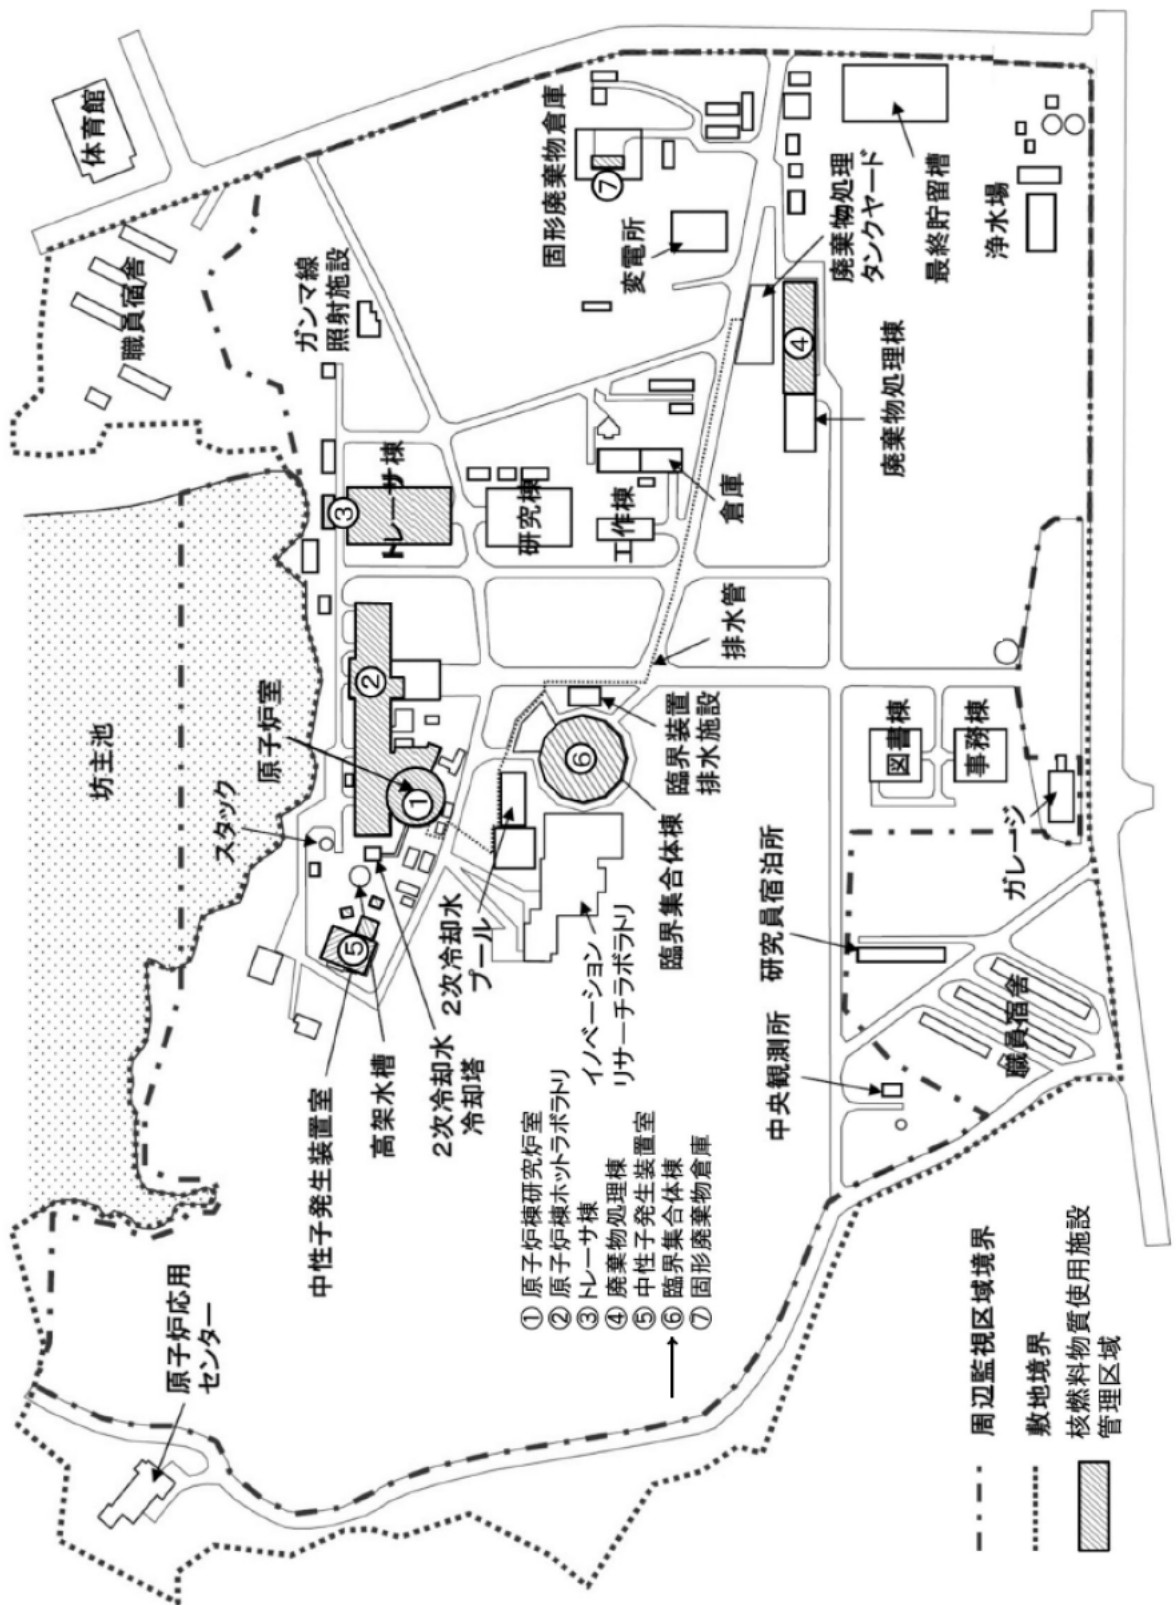 体育館
職員宿舎
ガンマ線
照射施設
固形廃棄物倉庫
⑦
変電所
廃棄物処理
タンクヤード
最終貯留槽
浄水場
④
廃棄物処理棟
③
トレーサ棟
研究棟
工作棟
倉庫
坊主池
スタック
原子炉室
②
①
排水管
臨界装置
排水施設
⑥
臨界集合体棟
図書棟
事務棟
ガレージ
⑤
中性子発生装置室
高架水槽
2次冷却水
冷却塔
2次冷却水
プール
イノベーション
リサーチラボラトリ
研究員宿泊所
中央観測所
職員宿舎
原子炉応用
センター
① 原子炉棟研究炉室
② 原子炉棟ホットラボラトリ
③ トレーサ棟
④ 廃棄物処理棟
⑤ 中性子発生装置室
⑥ 臨界集合体棟
⑦ 固形廃棄物倉庫
周辺監視区域境界
敷地境界
核燃料物質使用施設
管理区域